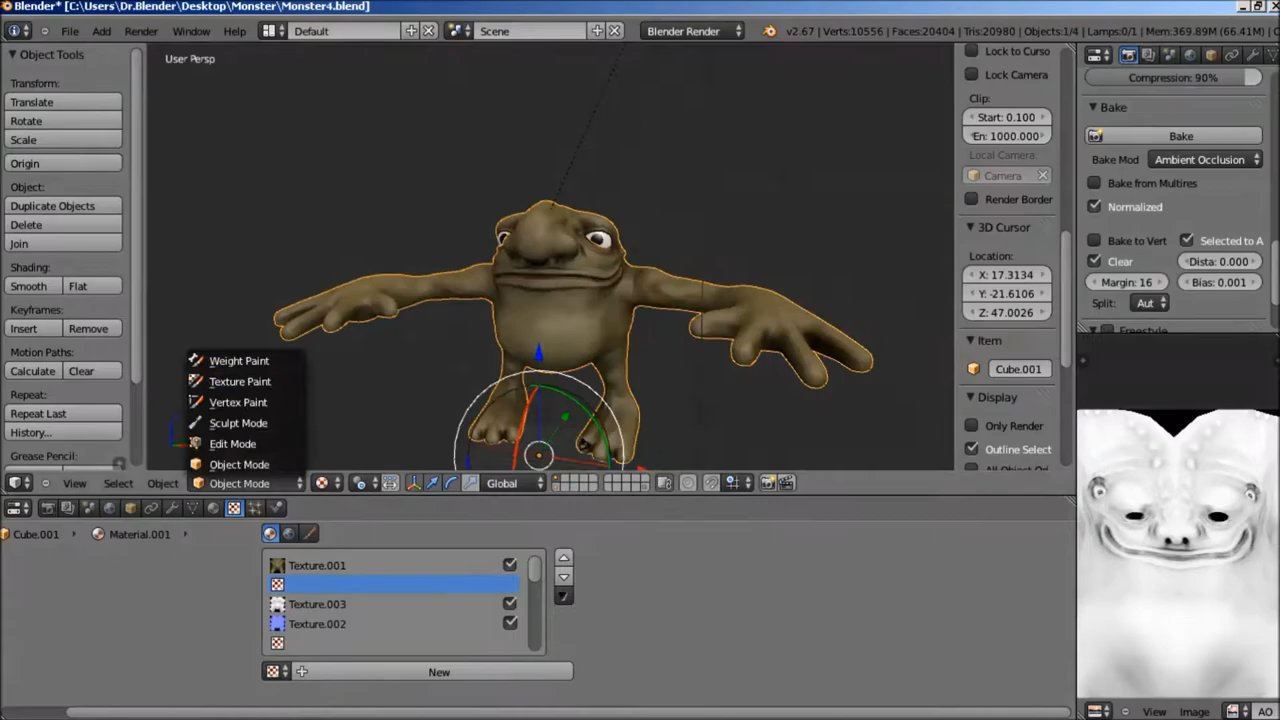 Blender* [C:\Users\Dr.Blender\Desktop\Monster\Monster4.blend]
File Add Render Window Help Default Scene Blender Render v2.67 | Verts:10556 | Faces:20404 | Tris:20980 | Objects:1/4 | Lamps:0/1 | Mem:369.89M (66.41M) |
Object Tools
Transform:
Translate
Rotate
Scale
Origin
Object:
Duplicate Objects
Delete
Join
Shading:
Smooth Flat
Keyframes:
Insert Remove
Motion Paths:
Calculate Clear
Repeat:
Repeat Last
History...
Grease Pencil:
User Persp
Weight Paint
Texture Paint
Vertex Paint
Sculpt Mode
Edit Mode
Object Mode
View Select Object Object Mode Global
Lock to Curso
Lock Camera
Clip:
Start: 0.100
En: 1000.000
Local Camera:
Camera
Render Border
3D Cursor
Location:
X: 17.3134
Y: -21.6106
Z: 47.0026
Item
Cube.001
Display
Only Render
Outline Select
All Object Ori
Compression: 90%
Bake
Bake
Bake Mod Ambient Occlusion
Bake from Multires
Normalized
Bake to Vert Selected to A
Clear Dista: 0.000
Margin: 16 Bias: 0.001
Split: Aut
Freestyle
Cube.001 Material.001
Texture.001
Texture.003
Texture.002
New
View Image AO